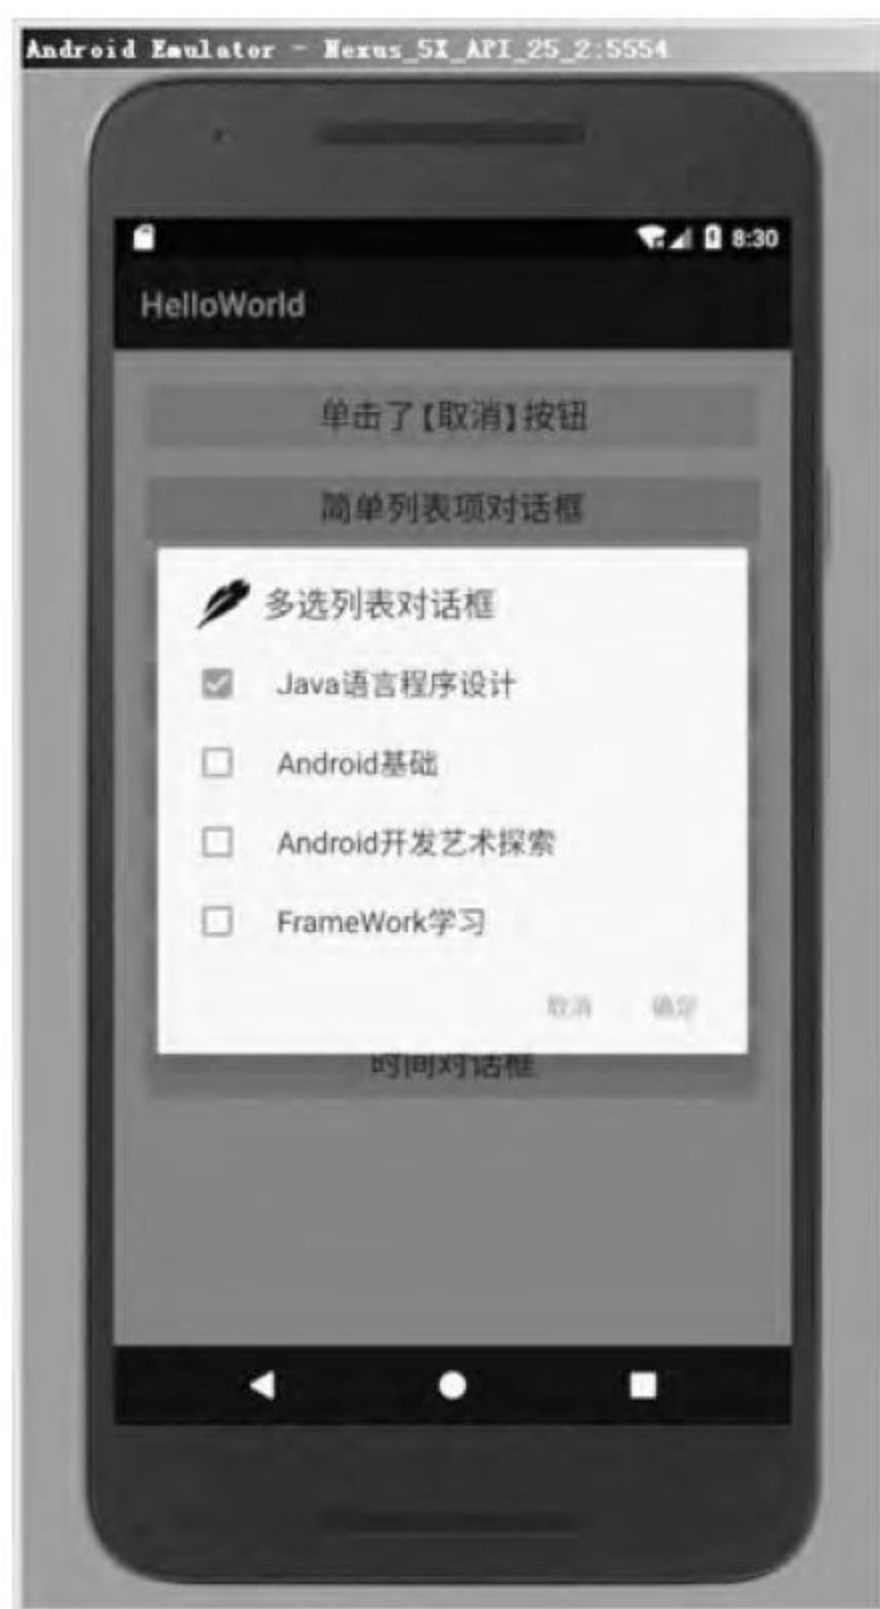 Android Emulator - Nexus_5X_API_25_2:5554
8:30
HelloWorld
单击了【取消】按钮
简单列表项对话框
多选列表对话框
Java语言程序设计
Android基础
Android开发艺术探索
FrameWork学习
取消 确定
时间对话框